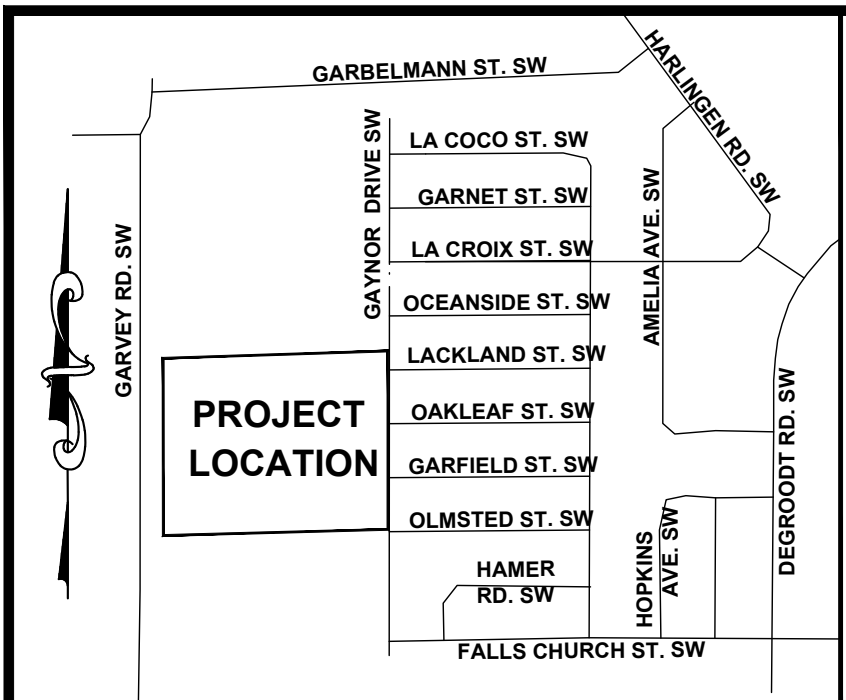 GARBELMANN ST. SW
HARLINGEN RD. SW
GAYNOR DRIVE SW
LA COCO ST. SW
GARNET ST. SW
LA CROIX ST. SW
AMELIA AVE. SW
GARVEY RD. SW
OCEANSIDE ST. SW
LACKLAND ST. SW
PROJECT
LOCATION
OAKLEAF ST. SW
GARFIELD ST. SW
OLMSTED ST. SW
DEGROODT RD. SW
HAMER
RD. SW
HOPKINS
AVE. SW
FALLS CHURCH ST. SW